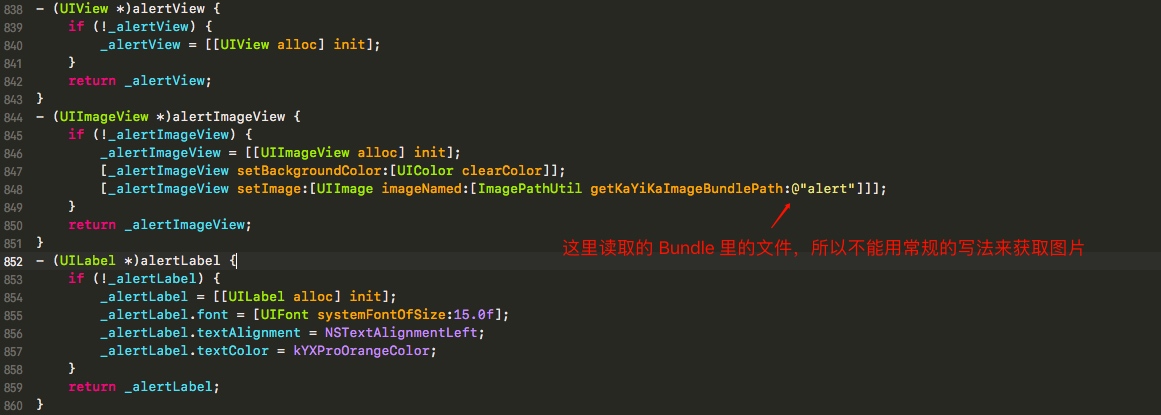 838 - (UIView *)alertView {
839     if (!_alertView) {
840         _alertView = [[UIView alloc] init];
841     }
842     return _alertView;
843 }
844 - (UIImageView *)alertImageView {
845     if (!_alertImageView) {
846         _alertImageView = [[UIImageView alloc] init];
847         [_alertImageView setBackgroundColor:[UIColor clearColor]];
848         [_alertImageView setImage:[UIImage imageNamed:[ImagePathUtil getKaYiKaImageBundlePath:@"alert"]]];
849     }
850     return _alertImageView;
851 }
这里读取的 Bundle 里的文件，所以不能用常规的写法来获取图片
852 - (UILabel *)alertLabel {
853     if (!_alertLabel) {
854         _alertLabel = [[UILabel alloc] init];
855         _alertLabel.font = [UIFont systemFontOfSize:15.0f];
856         _alertLabel.textAlignment = NSTextAlignmentLeft;
857         _alertLabel.textColor = kYXProOrangeColor;
858     }
859     return _alertLabel;
860 }